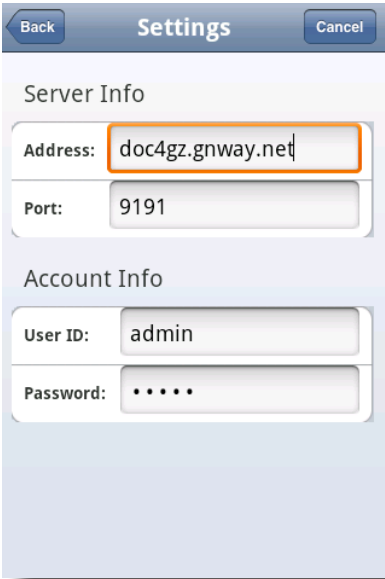 Back Settings Cancel
Server Info
Address: doc4gz.gnway.net
Port: 9191
Account Info
User ID: admin
Password: •••••